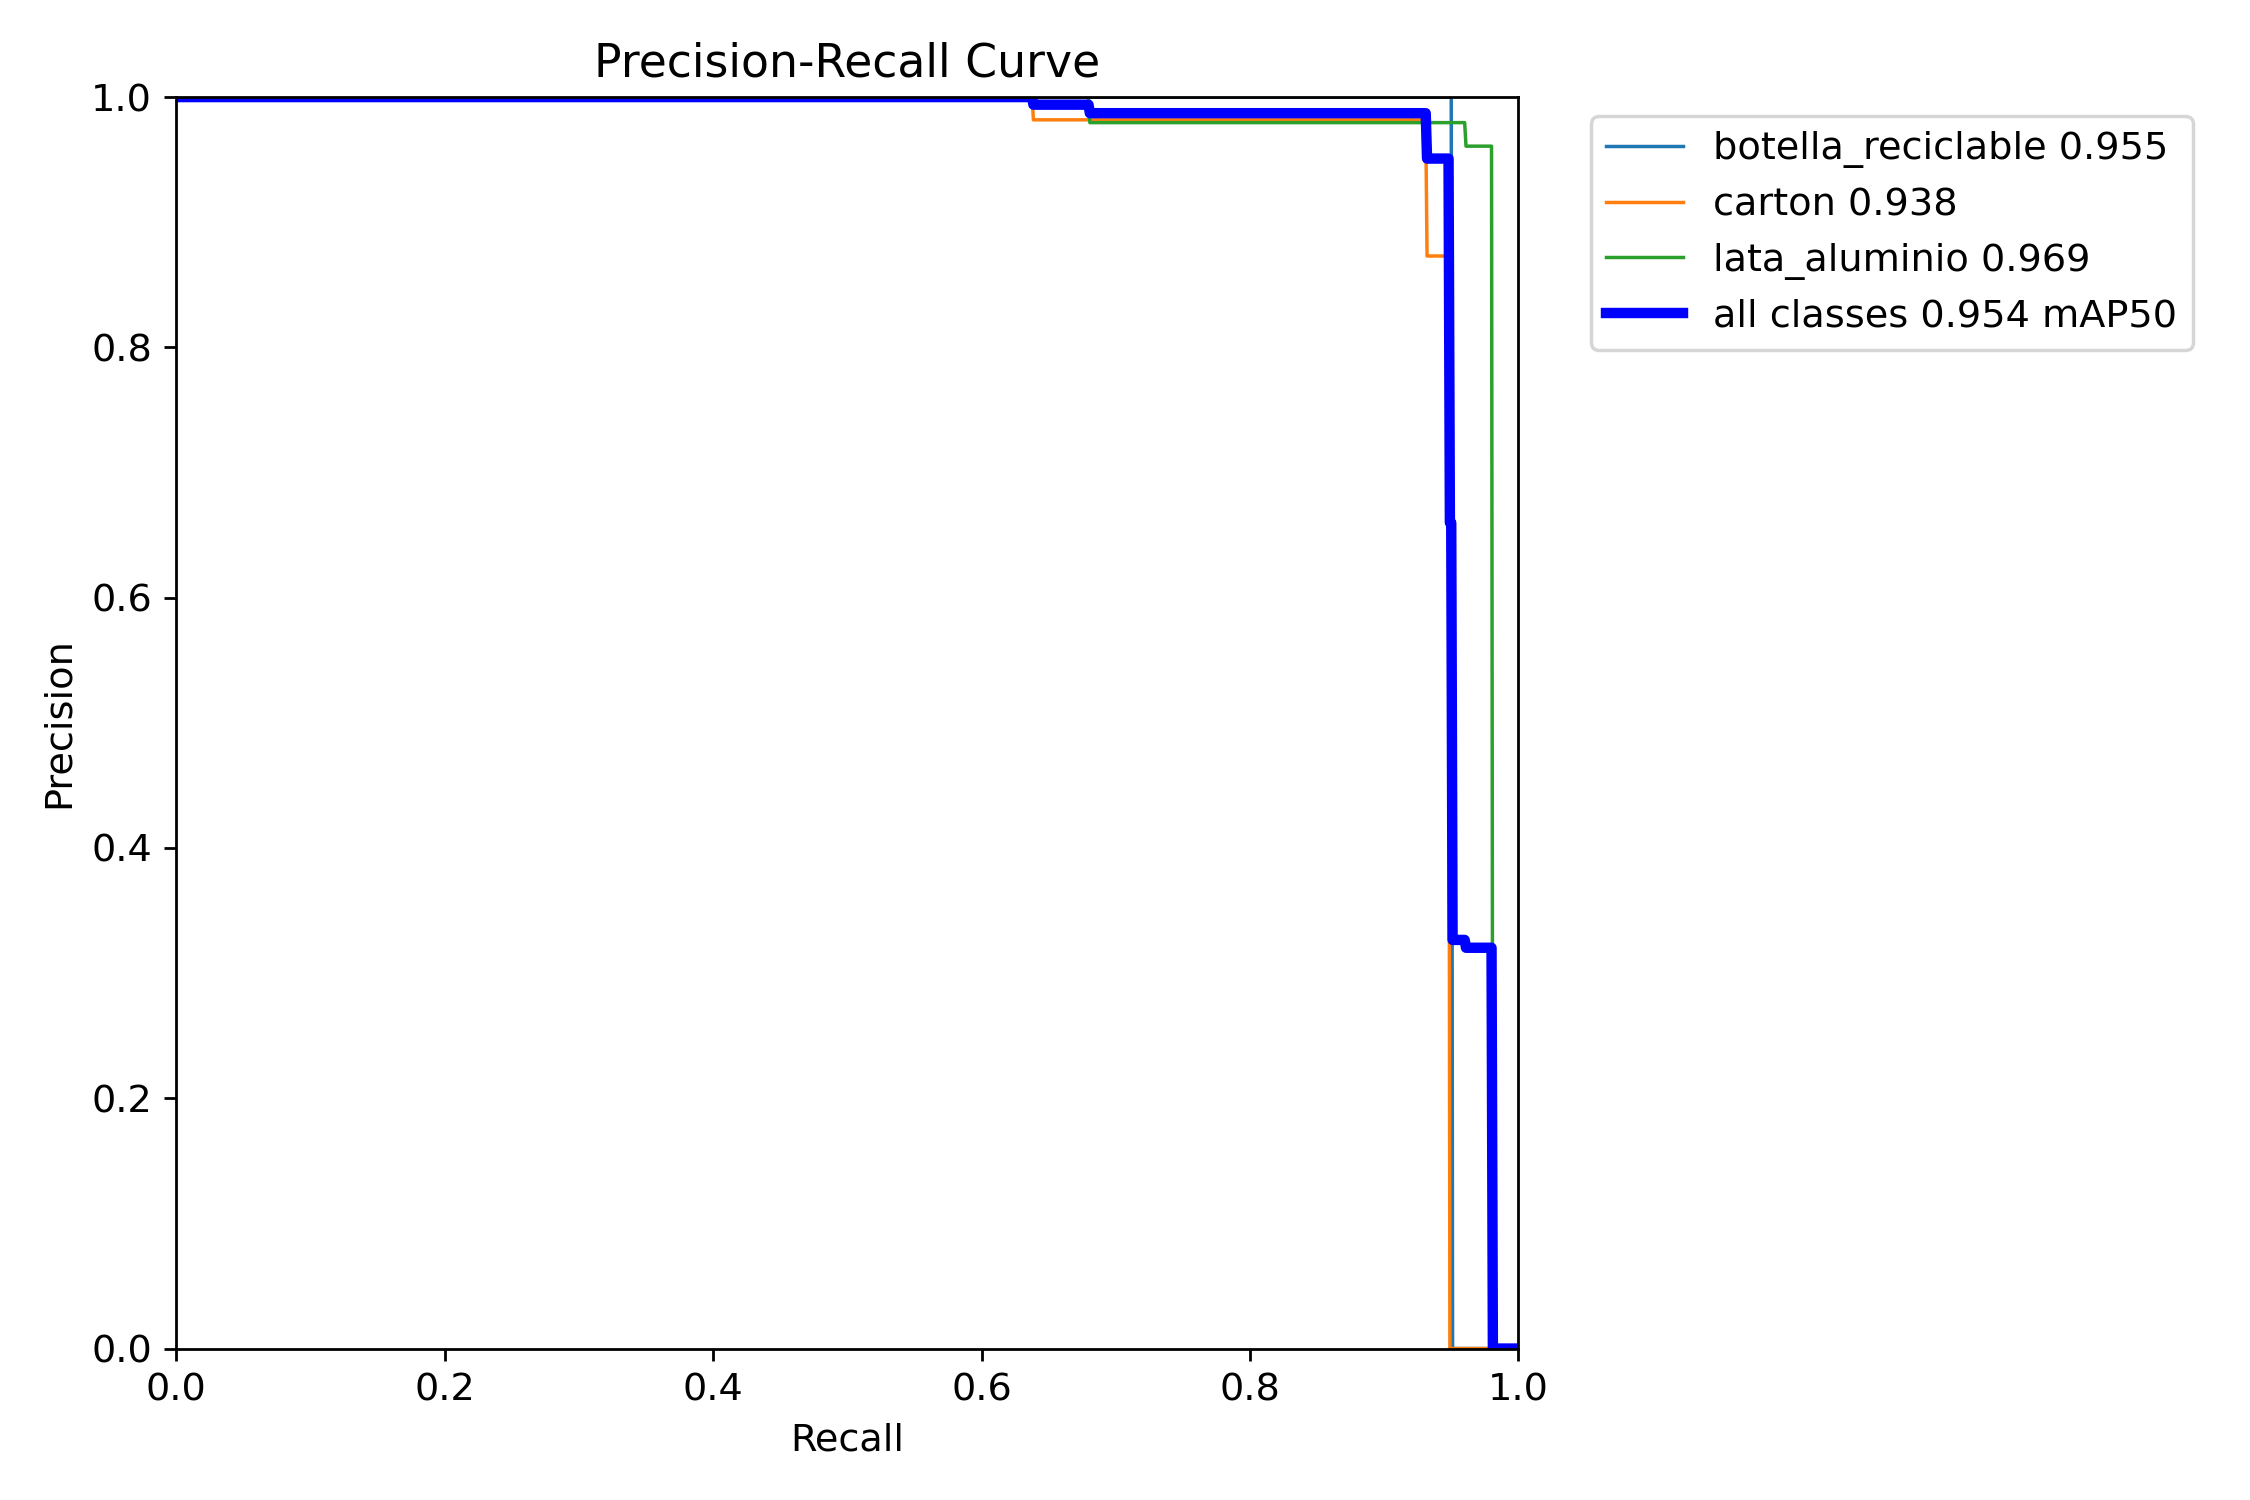 Precision-Recall Curve
1.0
0.8
0.6
0.4
0.2
0.0
Precision
0.0 0.2 0.4 0.6 0.8 1.0
Recall
botella_reciclable 0.955
carton 0.938
lata_aluminio 0.969
all classes 0.954 mAP50